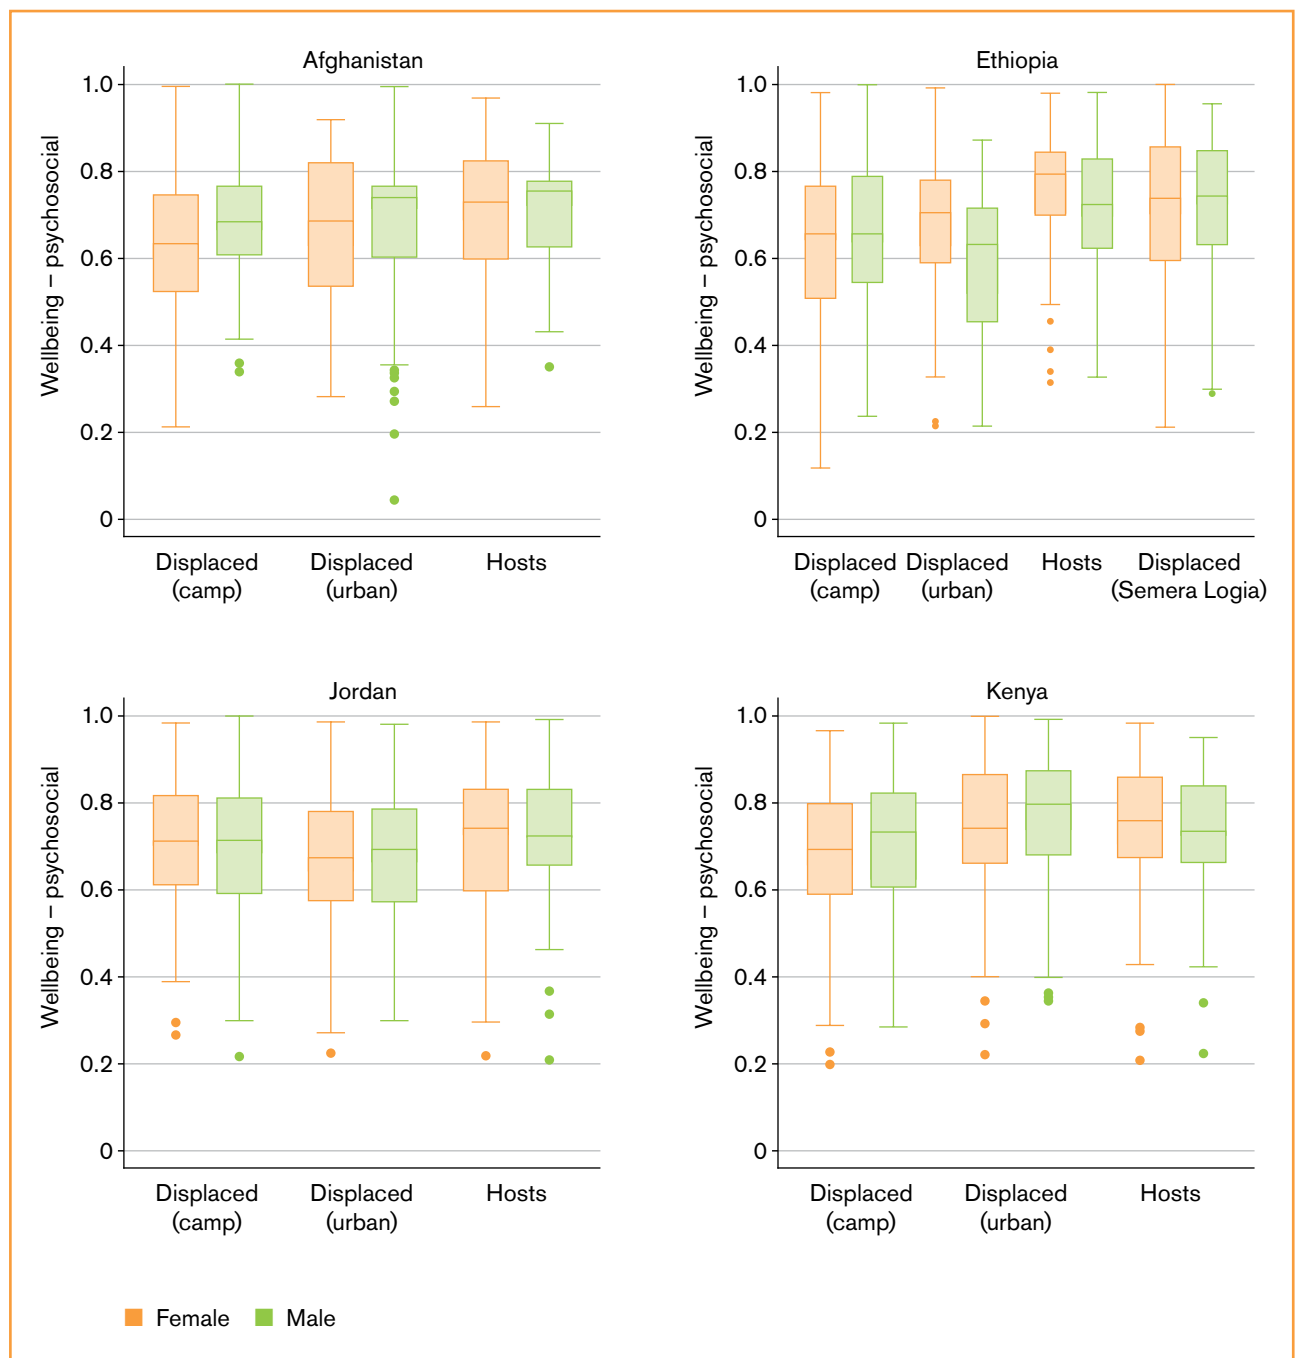 Afghanistan
Wellbeing – psychosocial
1.0
0.8
0.6
0.4
0.2
0
Displaced
(camp)
Displaced
(urban)
Hosts
Ethiopia
Wellbeing – psychosocial
1.0
0.8
0.6
0.4
0.2
0
Displaced
(camp)
Displaced
(urban)
Hosts
Displaced
(Semera Logia)
Jordan
Wellbeing – psychosocial
1.0
0.8
0.6
0.4
0.2
0
Displaced
(camp)
Displaced
(urban)
Hosts
Kenya
Wellbeing – psychosocial
1.0
0.8
0.6
0.4
0.2
0
Displaced
(camp)
Displaced
(urban)
Hosts
Female
Male